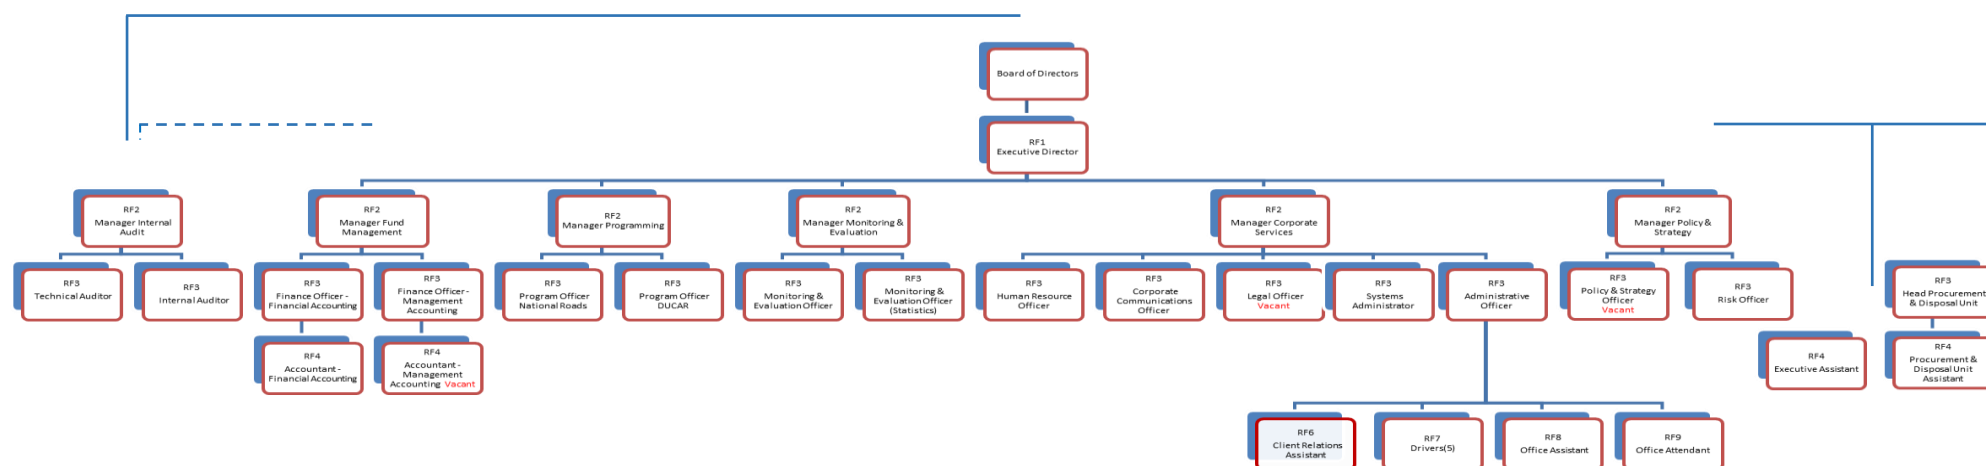 Board of Directors
RF1
Executive Director
RF2
Manager Internal
Audit
RF2
Manager Fund
Management
RF2
Manager Programming
RF2
Manager Monitoring &
Evaluation
RF2
Manager Corporate
Services
RF2
Manager Policy &
Strategy
RF3
Technical Auditor
RF3
Internal Auditor
RF3
Finance Officer -
Financial Accounting
RF3
Finance Officer -
Management
Accounting
RF3
Program Officer
National Roads
RF3
Program Officer
DUCAR
RF3
Monitoring &
Evaluation Officer
RF3
Monitoring &
Evaluation Officer
(Statistics)
RF3
Human Resource
Officer
RF3
Corporate
Communications
Officer
RF3
Legal Officer
Vacant
RF3
Systems
Administrator
RF3
Administrative
Officer
RF3
Policy & Strategy
Officer
Vacant
RF3
Risk Officer
RF3
Head Procurement
& Disposal Unit
RF4
Accountant -
Financial Accounting
RF4
Accountant -
Management
Accounting Vacant
RF4
Executive Assistant
RF4
Procurement &
Disposal Unit
Assistant
RF6
Client Relations
Assistant
RF7
Drivers(5)
RF8
Office Assistant
RF9
Office Attendant